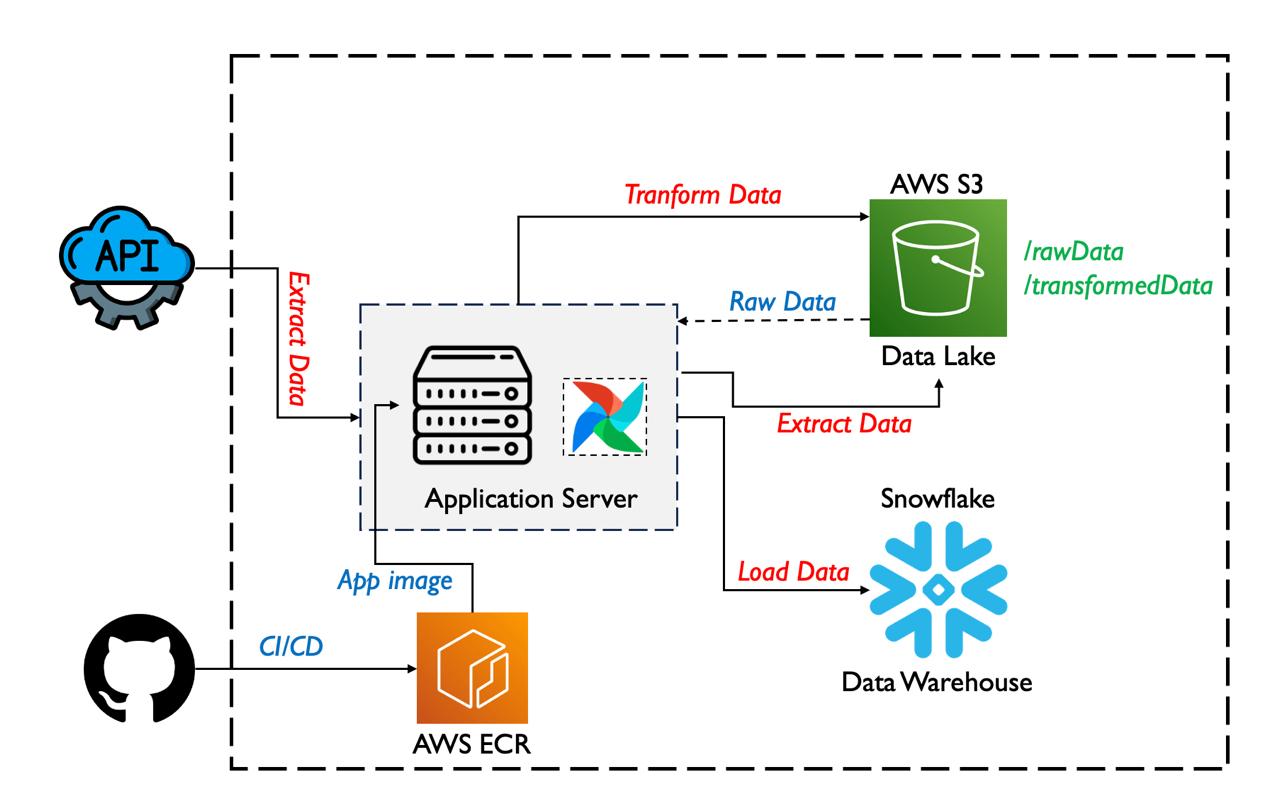 AWS S3
Tranform Data
API
/rawData
/transformedData
Extract Data
Raw Data
Data Lake
Extract Data
Application Server
Snowflake
App image
Load Data
CI/CD
Data Warehouse
AWS ECR